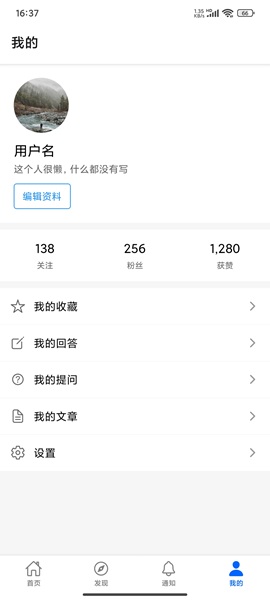 16:37
1.35 KB/s
HD
66
我的
用户名
这个人很懒，什么都没有写
编辑资料
138 256 1,280
关注 粉丝 获赞
我的收藏
我的回答
我的提问
我的文章
设置
首页 发现 通知 我的